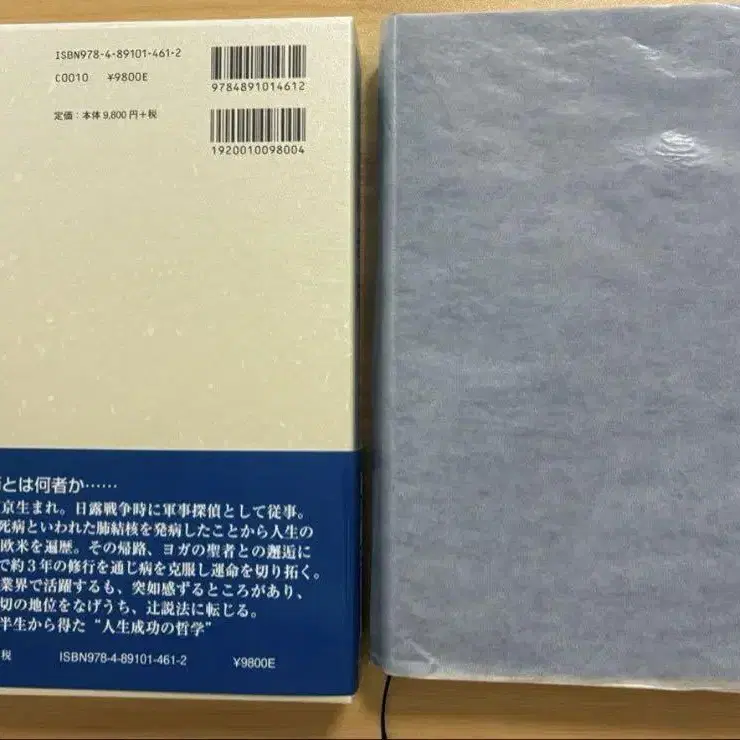 ISBN978-4-89101-461-2
C0010 ¥9800E
9784891014612
定価：本体9,800円＋税
1920010098004
とは何者か……
京生まれ。日露戦争時に軍事探偵として従事。
死病といわれた肺結核を発病したことから人生の
欧米を遍歴。その帰路、ヨガの聖者との邂逅に
で約３年の修行を通じ病を克服し運命を切り拓く。
業界で活躍するも、突如感ずるところがあり、
切の地位をなげうち、辻説法に転じる。
半生から得た“人生成功の哲学”
税 ISBN978-4-89101-461-2 ¥9800E